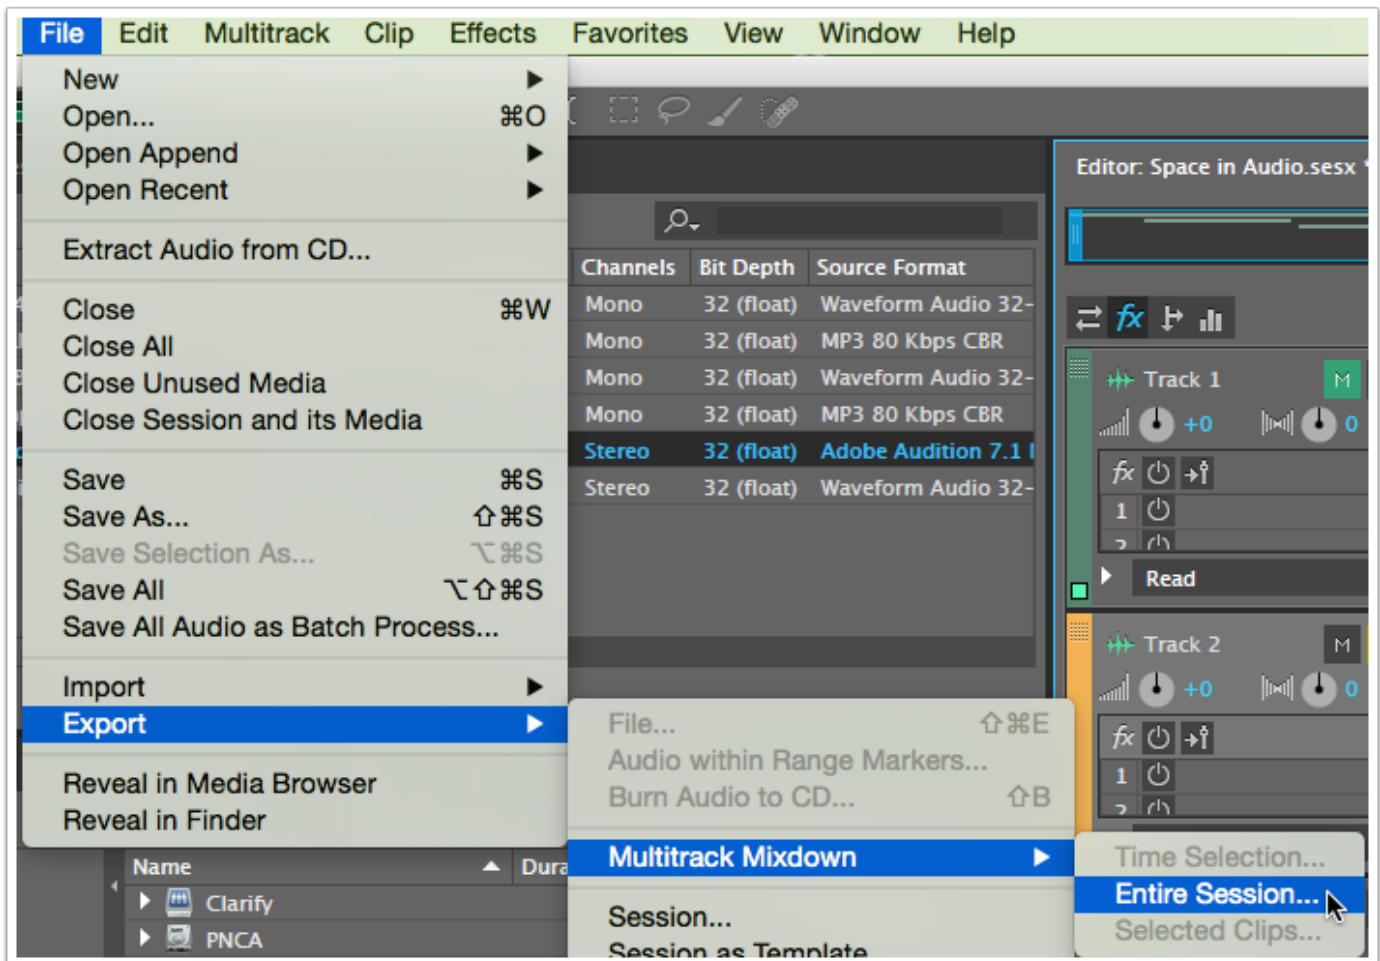 File Edit Multitrack Clip Effects Favorites View Window Help
New
Open... ⌘O
Open Append
Open Recent
Extract Audio from CD...
Close ⌘W
Close All
Close Unused Media
Close Session and its Media
Save ⌘S
Save As... ⇧⌘S
Save Selection As... ⌥⌘S
Save All ⌥⇧⌘S
Save All Audio as Batch Process...
Import
Export
Reveal in Media Browser
Reveal in Finder
Channels Bit Depth Source Format
Mono 32 (float) Waveform Audio 32-
Mono 32 (float) MP3 80 Kbps CBR
Mono 32 (float) Waveform Audio 32-
Mono 32 (float) MP3 80 Kbps CBR
Stereo 32 (float) Adobe Audition 7.1
Stereo 32 (float) Waveform Audio 32-
Editor: Space in Audio.sesx
fx
Track 1 M
+0 0
fx
1
2
Read
Track 2 M
+0 0
fx
1
2
File... ⇧⌘E
Audio within Range Markers...
Burn Audio to CD... ⇧B
Multitrack Mixdown
Session...
Session as Template
Time Selection...
Entire Session...
Selected Clips...
Name Dura
Clarify
PNCA